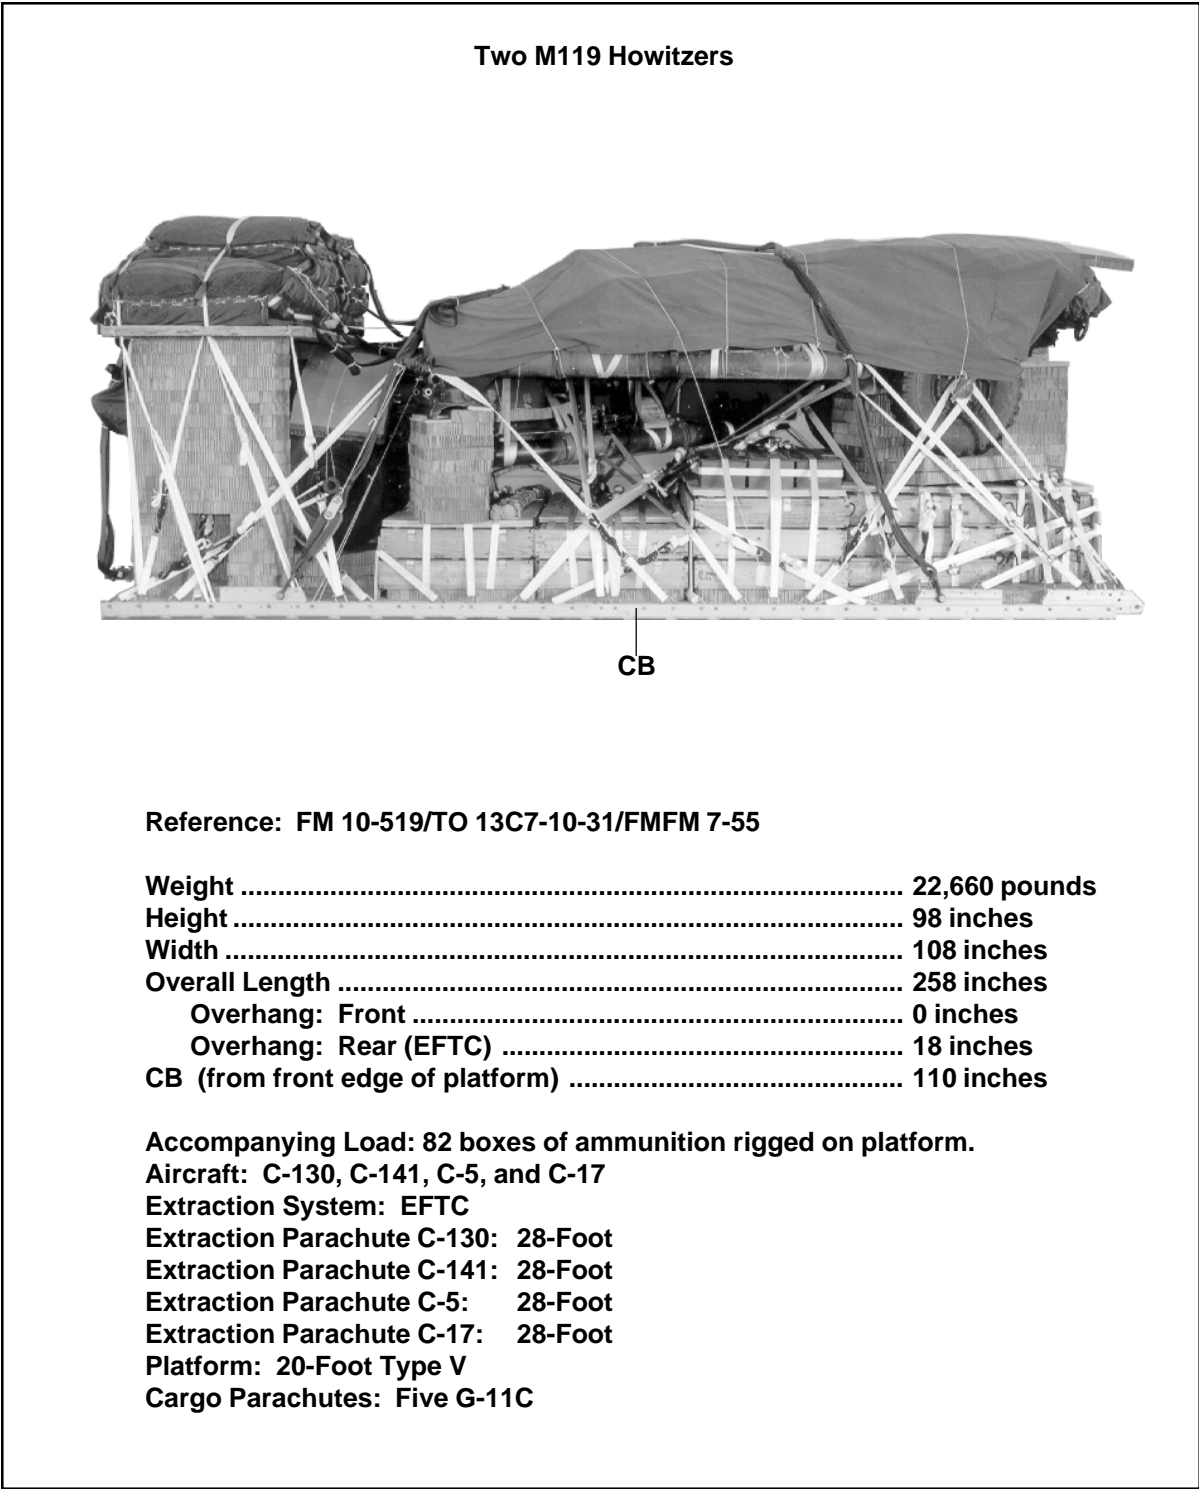 Two M119 Howitzers
CB
Reference: FM 10-519/TO 13C7-10-31/FMFM 7-55
Weight ........................................................................................... 22,660 pounds
Height ............................................................................................ 98 inches
Width ............................................................................................. 108 inches
Overall Length .............................................................................. 258 inches
Overhang: Front .................................................................... 0 inches
Overhang: Rear (EFTC) ....................................................... 18 inches
CB (from front edge of platform) .............................................. 110 inches
Accompanying Load: 82 boxes of ammunition rigged on platform.
Aircraft: C-130, C-141, C-5, and C-17
Extraction System: EFTC
Extraction Parachute C-130: 28-Foot
Extraction Parachute C-141: 28-Foot
Extraction Parachute C-5: 28-Foot
Extraction Parachute C-17: 28-Foot
Platform: 20-Foot Type V
Cargo Parachutes: Five G-11C